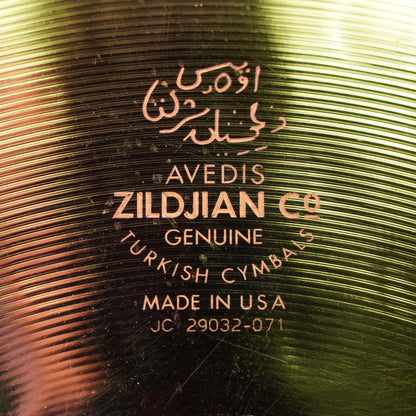 AVEDIS
ZILDJIAN Co
GENUINE
TURKISH CYMBALS
MADE IN USA
JC 29032-071